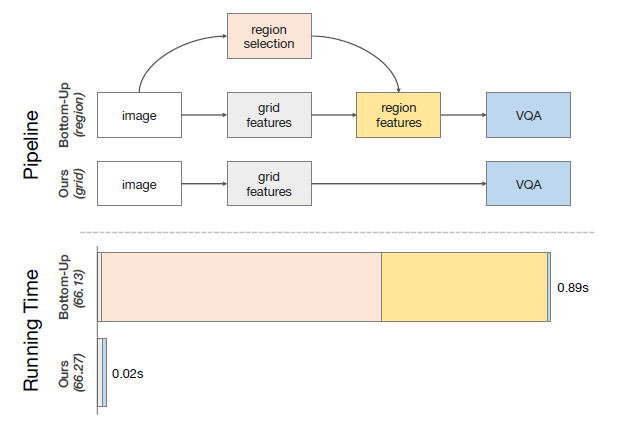 region
selection
Pipeline
Bottom-Up
(region)
image
grid
features
region
features
VQA
Ours
(grid)
image
grid
features
VQA
Running Time
Bottom-Up
(66.13)
0.89s
Ours
(66.27)
0.02s